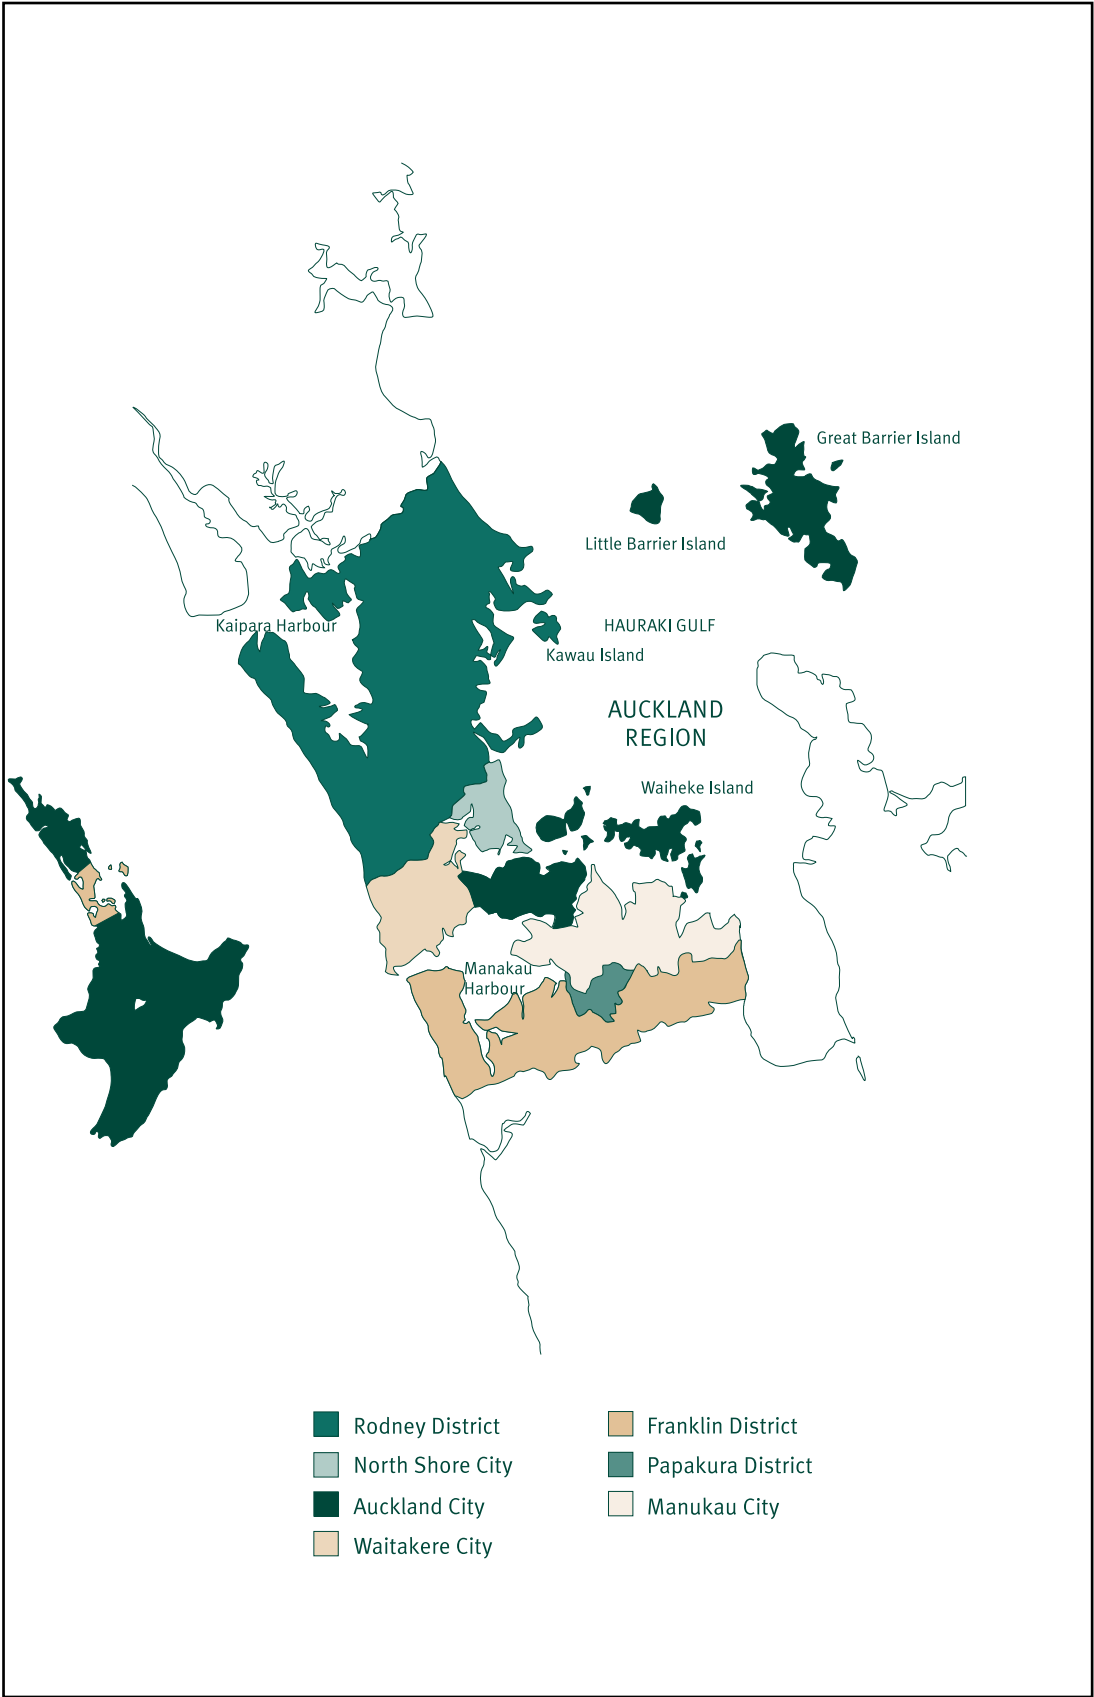 Great Barrier Island
Little Barrier Island
Kaipara Harbour
HAURAKI GULF
Kawau Island
AUCKLAND
REGION
Waiheke Island
Manakau
Harbour
Rodney District
North Shore City
Auckland City
Waitakere City
Franklin District
Papakura District
Manukau City